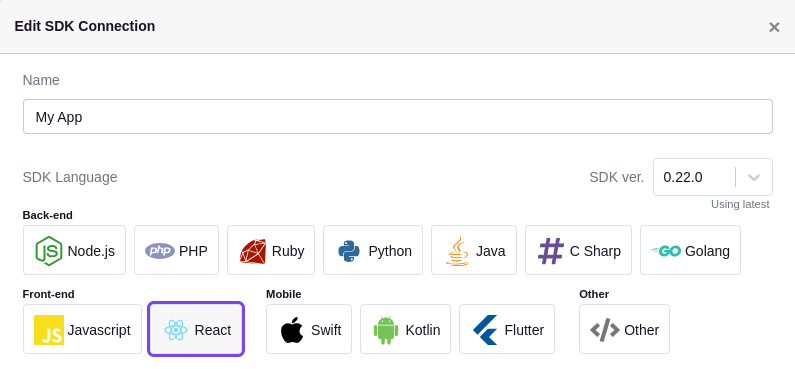 Edit SDK Connection ×
Name
My App
SDK Language SDK ver. 0.22.0
Using latest
Back-end
Node.js php PHP Ruby Python Java C Sharp GO Golang
Front-end Mobile Other
JS Javascript React Swift Kotlin Flutter Other